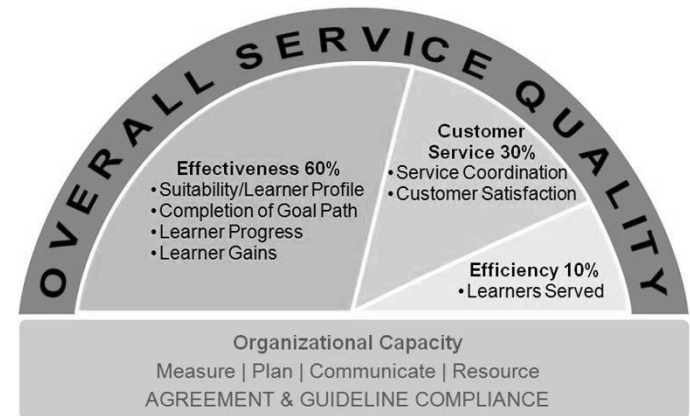 OVERALL SERVICE QUALITY
Effectiveness 60%
• Suitability/Learner Profile
• Completion of Goal Path
• Learner Progress
• Learner Gains
Customer
Service 30%
• Service Coordination
• Customer Satisfaction
Efficiency 10%
• Learners Served
Organizational Capacity
Measure | Plan | Communicate | Resource
AGREEMENT & GUIDELINE COMPLIANCE